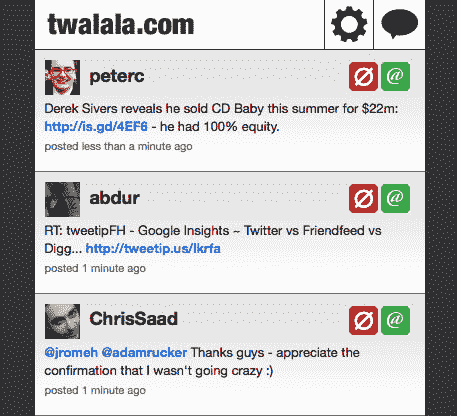 twalala.com
peterc
@
Derek Sivers reveals he sold CD Baby this summer for $22m:
http://is.gd/4EF6 - he had 100% equity.
posted less than a minute ago
abdur
@
RT: tweetipFH - Google Insights ~ Twitter vs Friendfeed vs
Digg... http://tweetip.us/lkrfa
posted 1 minute ago
ChrisSaad
@
@jromeh @adamrucker Thanks guys - appreciate the
confirmation that I wasn't going crazy :)
posted 1 minute ago